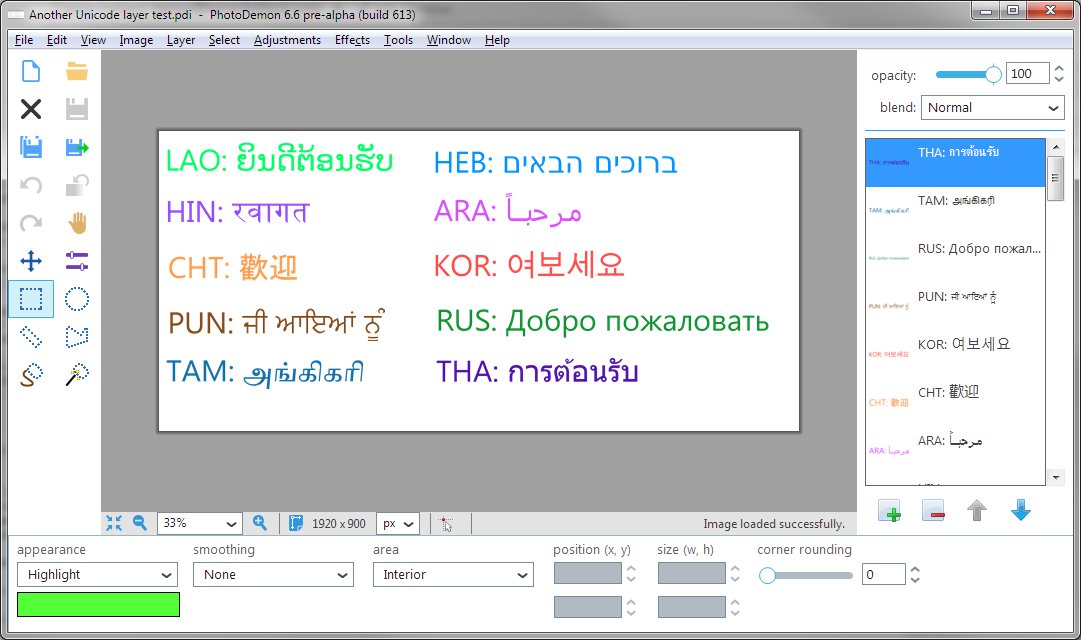 Another Unicode layer test.pdi - PhotoDemon 6.6 pre-alpha (build 613)
File Edit View Image Layer Select Adjustments Effects Tools Window Help
opacity: 100
blend: Normal
LAO: ຍິນດີຕ້ອນຮັບ
HEB: ברוכים הבאים
HIN: स्वागत
ARA: مرحبـاً
CHT: 歡迎
KOR: 여보세요
PUN: ਜੀ ਆਇਆਂ ਨੂੰ
RUS: Добро пожаловать
TAM: அங்கிகரி
THA: การต้อนรับ
THA: การต้อนรับ
TAM: அங்கிகரி
RUS: Добро пожал...
PUN: ਜੀ ਆਇਆਂ ਨੂੰ
KOR: 여보세요
CHT: 歡迎
ARA: مرحبـاً
33% 1920 x 900 px Image loaded successfully.
appearance smoothing area position (x, y) size (w, h) corner rounding
Highlight None Interior 0